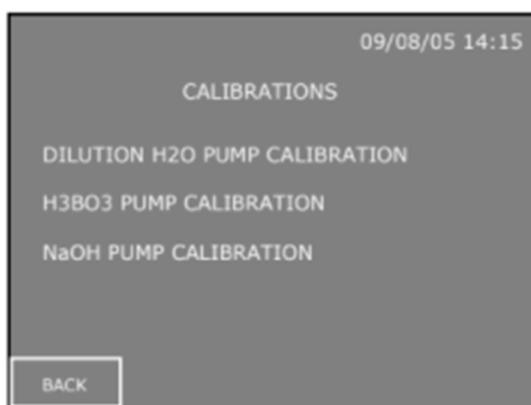 09/08/05 14:15
CALIBRATIONS
DILUTION H2O PUMP CALIBRATION
H3BO3 PUMP CALIBRATION
NaOH PUMP CALIBRATION
BACK